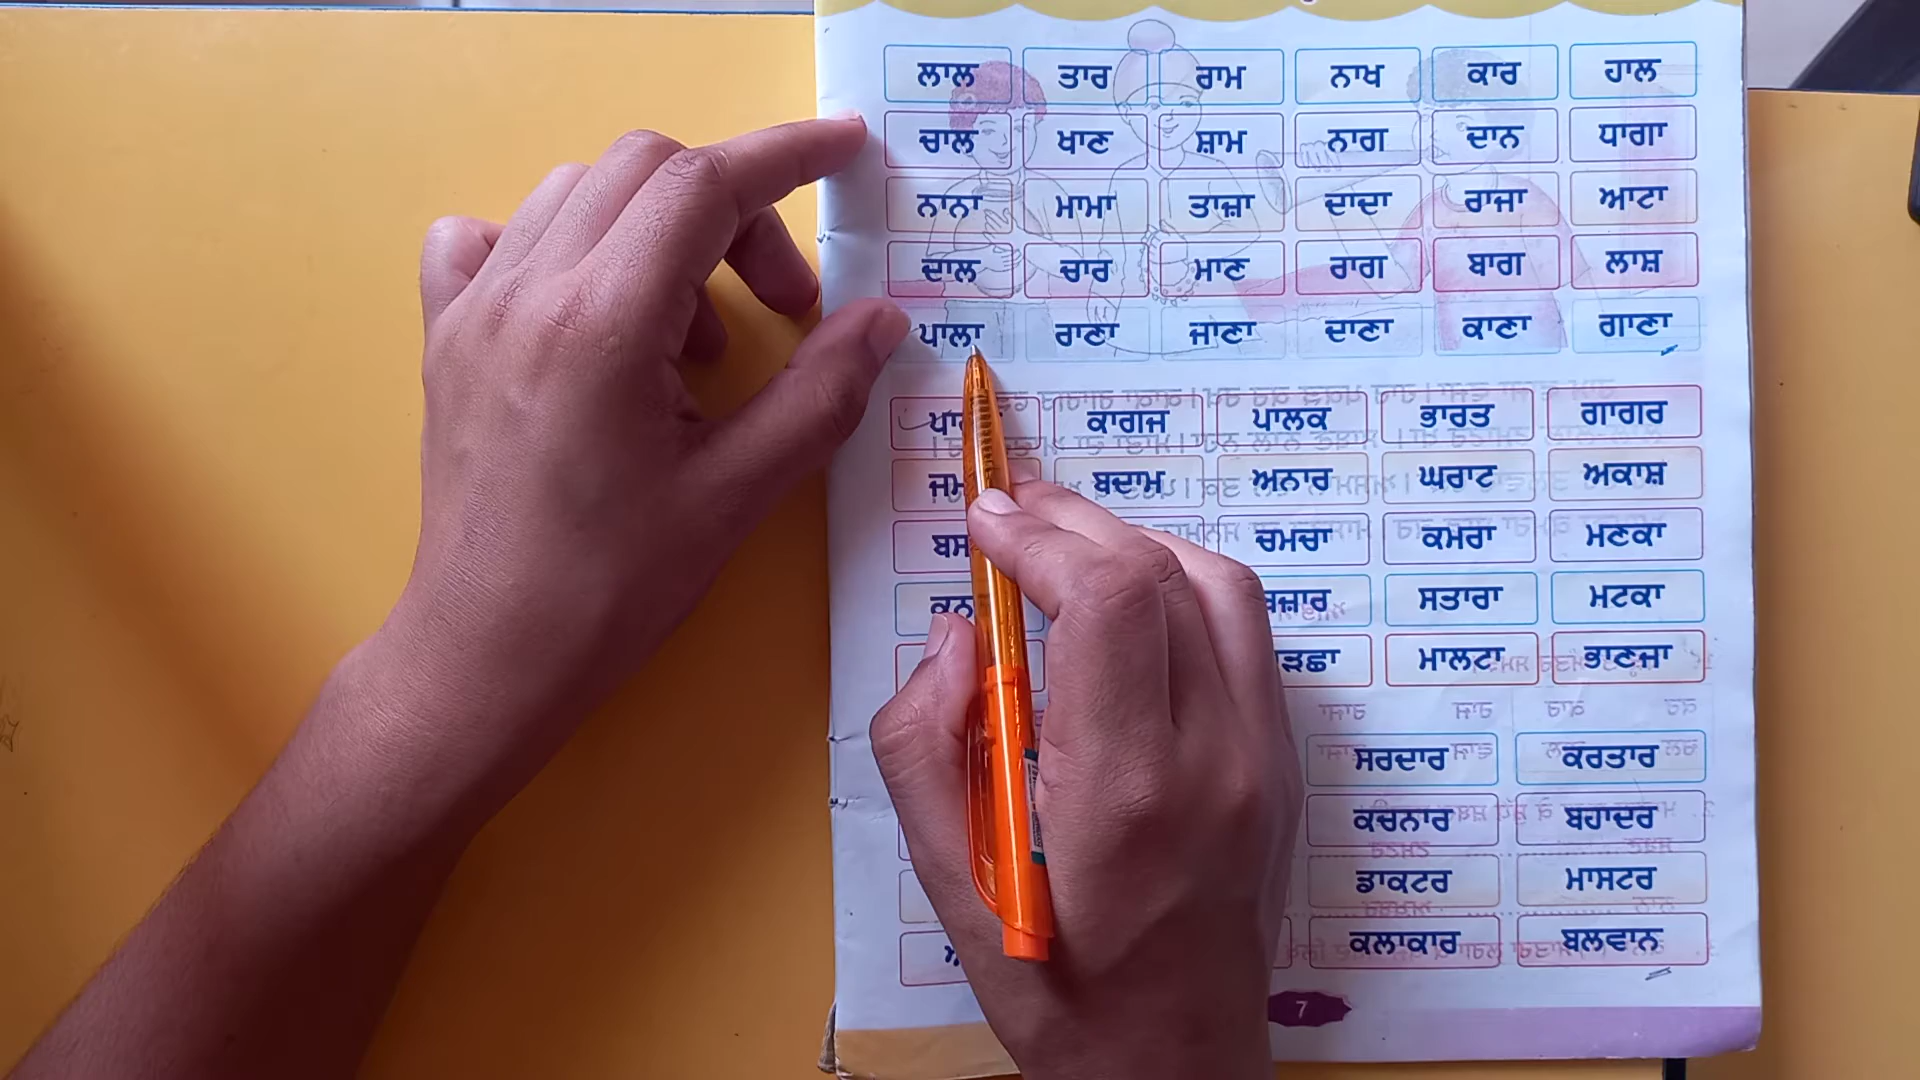 ਲਾਲ ਤਾਰ ਰਾਮ ਨਾਖ ਕਾਰ ਹਾਲ
ਚਾਲ ਖਾਣ ਸ਼ਾਮ ਨਾਗ ਦਾਨ ਧਾਗਾ
ਨਾਨਾ ਮਾਮਾ ਤਾਜ਼ਾ ਦਾਦਾ ਰਾਜਾ ਆਟਾ
ਦਾਲ ਚਾਰ ਮਾਣ ਰਾਗ ਬਾਗ ਲਾਸ਼
ਪਾਲਾ ਰਾਣਾ ਜਾਣਾ ਦਾਣਾ ਕਾਣਾ ਗਾਣਾ
ਕਾਗਜ ਪਾਲਕ ਭਾਰਤ ਗਾਗਰ
ਬਦਾਮ ਅਨਾਰ ਘਰਾਟ ਅਕਾਸ਼
ਚਮਚਾ ਕਮਰਾ ਮਣਕਾ
ਬਜ਼ਾਰ ਸਤਾਰਾ ਮਟਕਾ
ਮਾਲਟਾ ਭਾਣਜਾ
ਸਰਦਾਰ ਕਰਤਾਰ
ਕਚਨਾਰ ਬਹਾਦਰ
ਡਾਕਟਰ ਮਾਸਟਰ
ਕਲਾਕਾਰ ਬਲਵਾਨ
7